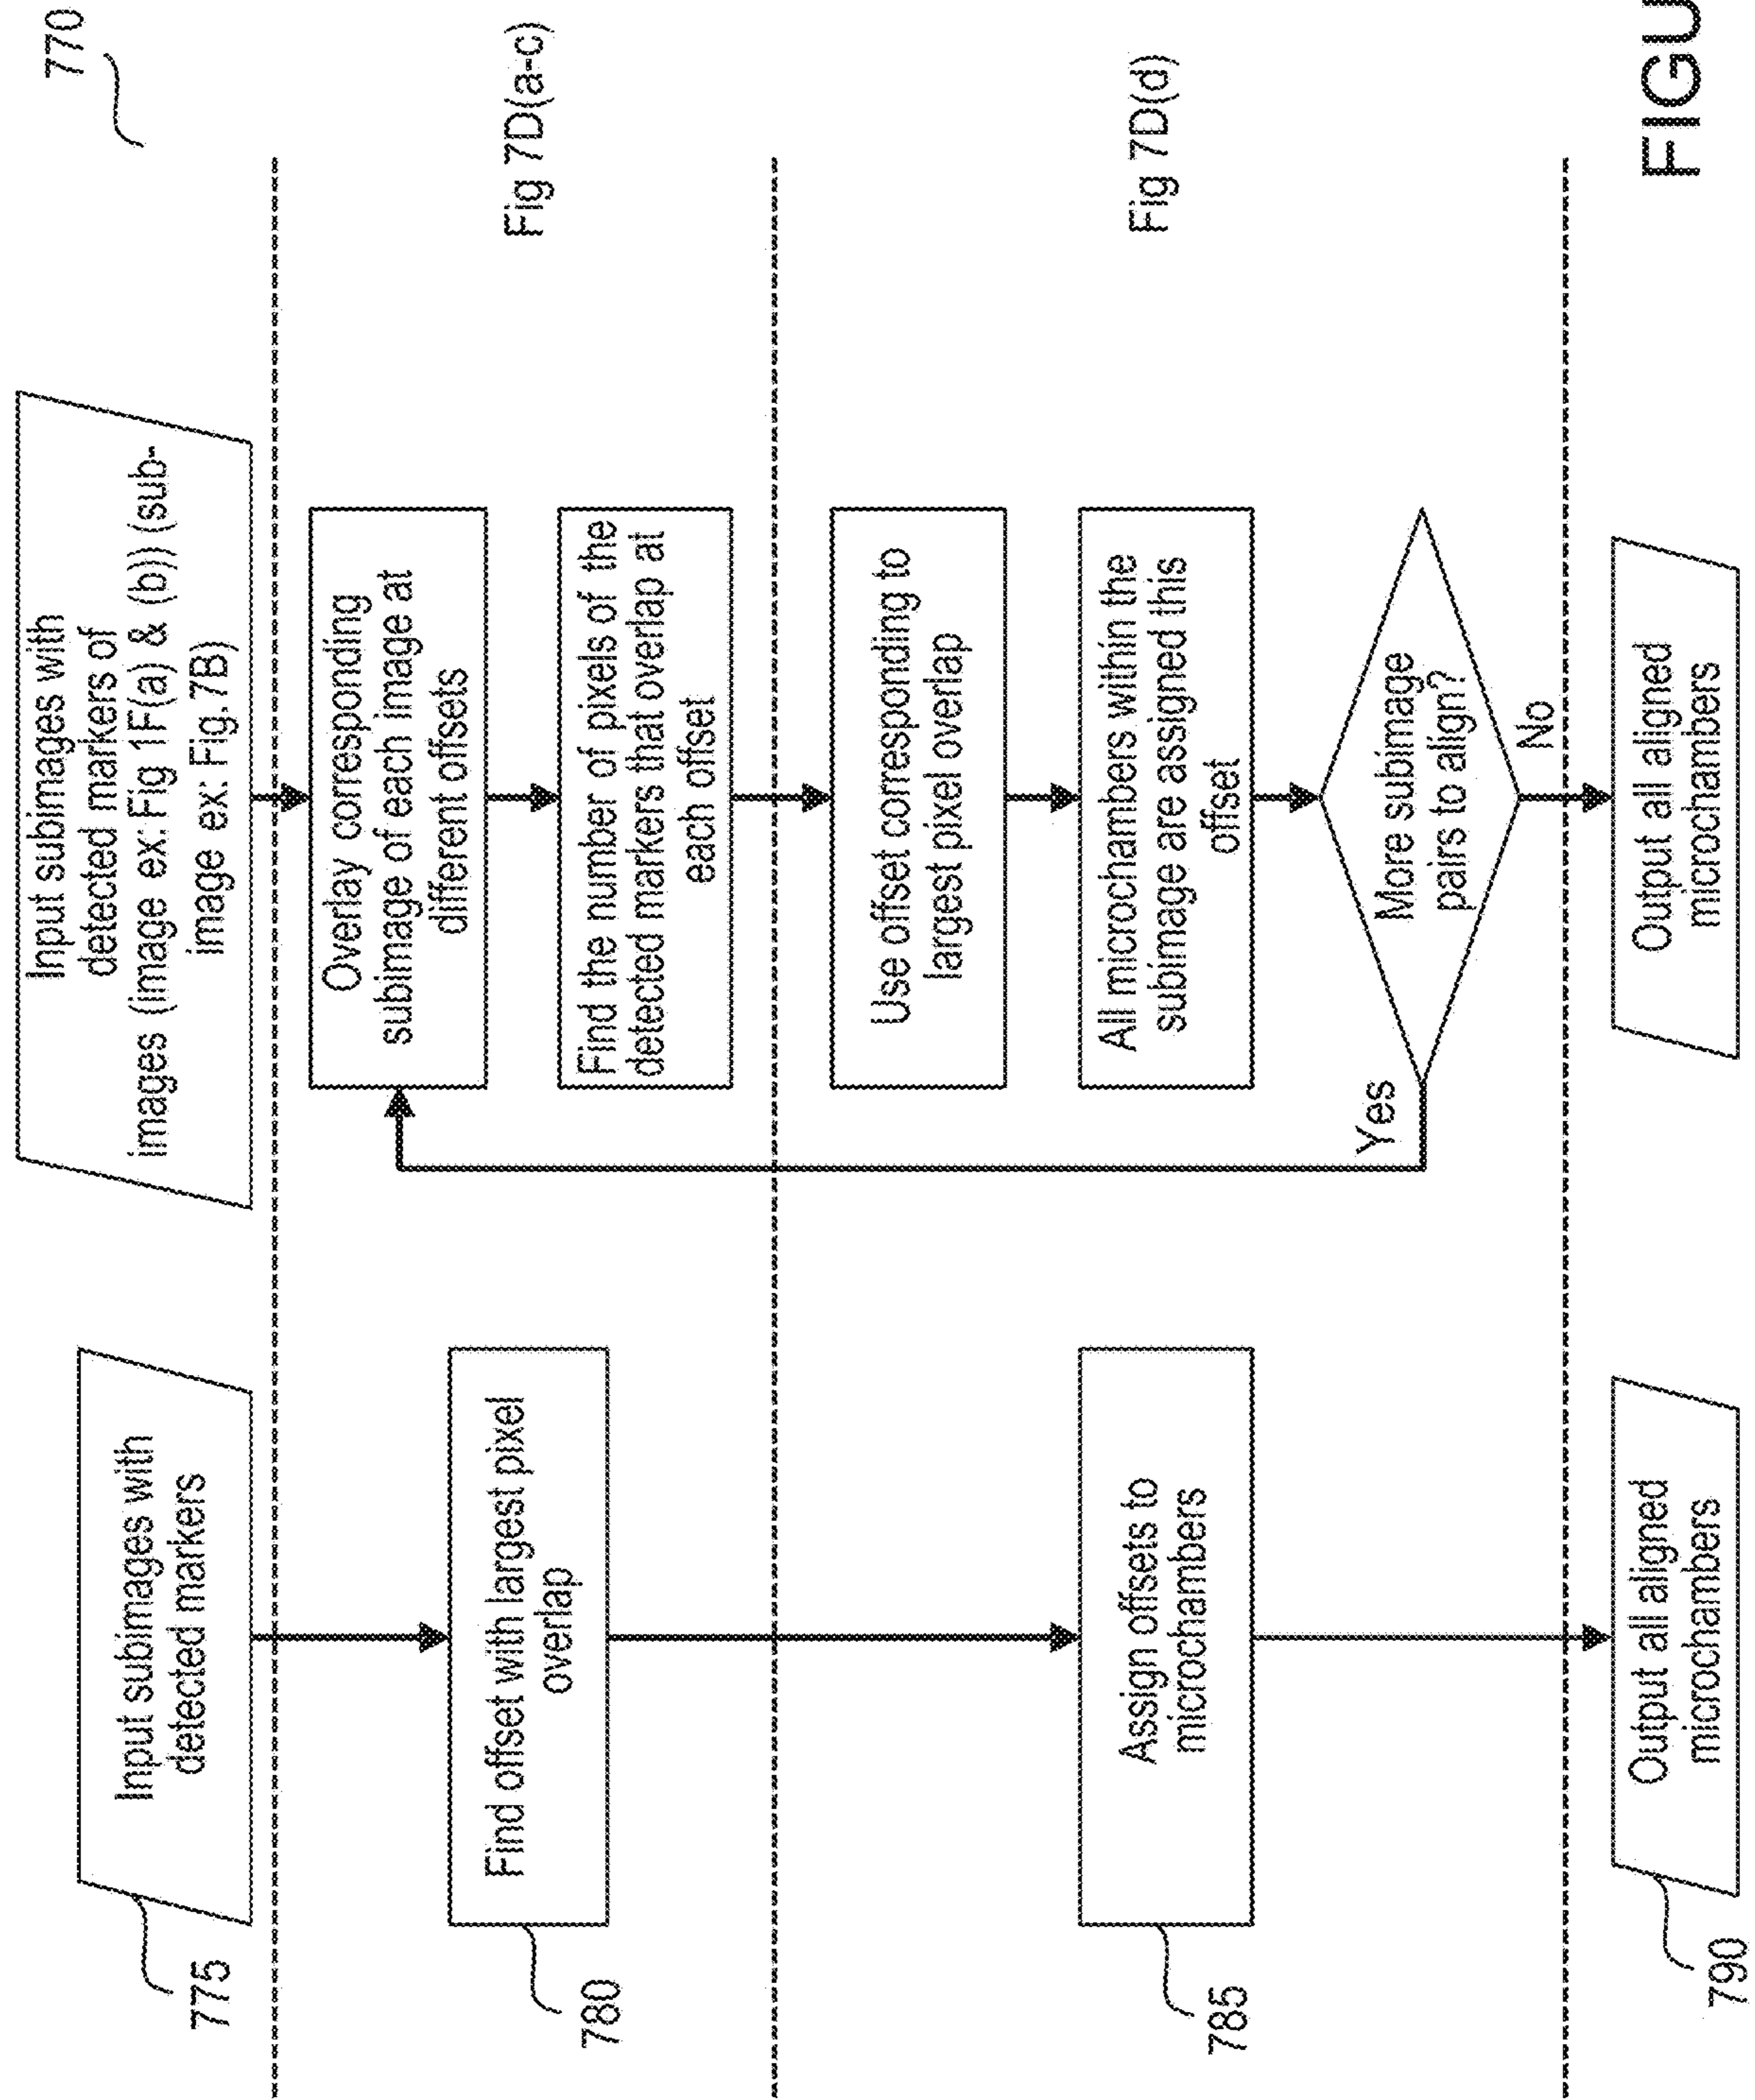 770
775
Input subimages with
detected markers
Input subimages with
detected markers of
images (image ex:Fig 1F(a) & (b)) (sub-
image ex: Fig.7B)
780
Find offset with largest pixel
overlap
Overlay corresponding
subimage of each image at
different offsets
Find the number of pixels of the
detected markers that overlap at
each offset
Fig 7D(a-c)
785
Assign offsets to
microchambers
Use offset corresponding to
largest pixel overlap
All microchambers within the
subimage are assigned this
offset
Yes
More subimage
pairs to align?
No
Fig 7D(d)
790
Output all aligned
microchambers
Output all aligned
microchambers
FIGU